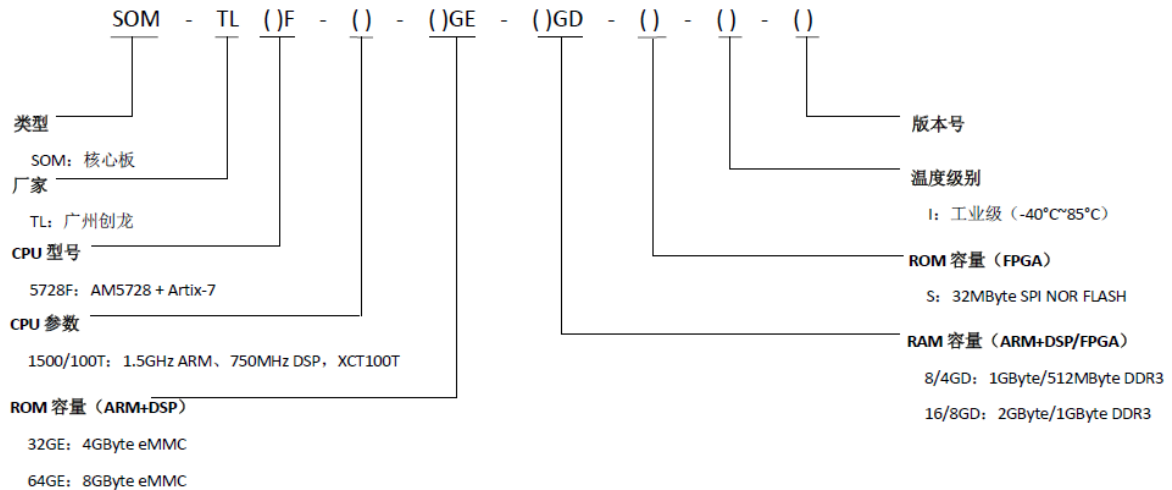 SOM - TL ( )F - ( ) - ( )GE - ( )GD - ( ) - ( ) - ( )
类型
SOM：核心板
厂家
TL：广州创龙
CPU 型号
5728F：AM5728 + Artix-7
CPU 参数
1500/100T：1.5GHz ARM、750MHz DSP，XCT100T
ROM 容量（ARM+DSP）
32GE：4GByte eMMC
64GE：8GByte eMMC
版本号
温度级别
I：工业级（-40°C~85°C）
ROM 容量（FPGA）
S：32MByte SPI NOR FLASH
RAM 容量（ARM+DSP/FPGA）
8/4GD：1GByte/512MByte DDR3
16/8GD：2GByte/1GByte DDR3